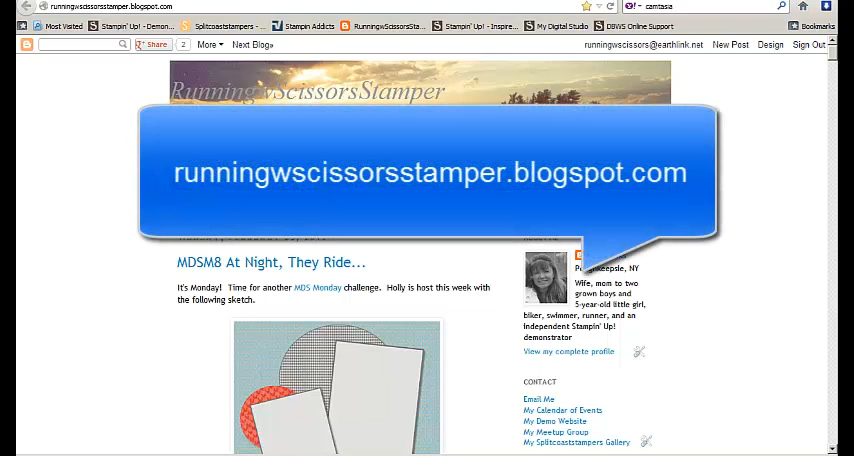 runningwscissorsstamper.blogspot.com
camtasia
Most Visited
Stampin' Up! - Demon...
Splitcoaststampers - ...
Stampin Addicts
RunningwScissorsSta...
Stampin' Up! - Inspire...
My Digital Studio
DBWS Online Support
Bookmarks
Share
2
More
Next Blog»
runningwscissors@earthlink.net
New Post
Design
Sign Out
RunningwScissorsStamper
runningwscissorsstamper.blogspot.com
MDSM8 At Night, They Ride...
It's Monday! Time for another MDS Monday challenge. Holly is host this week with
the following sketch.
NY
Wife, mom to two
grown boys and
5-year-old little girl,
biker, swimmer, runner, and an
independent Stampin' Up!
demonstrator
View my complete profile
CONTACT
Email Me
My Calendar of Events
My Demo Website
My Meetup Group
My Splitcoaststampers Gallery